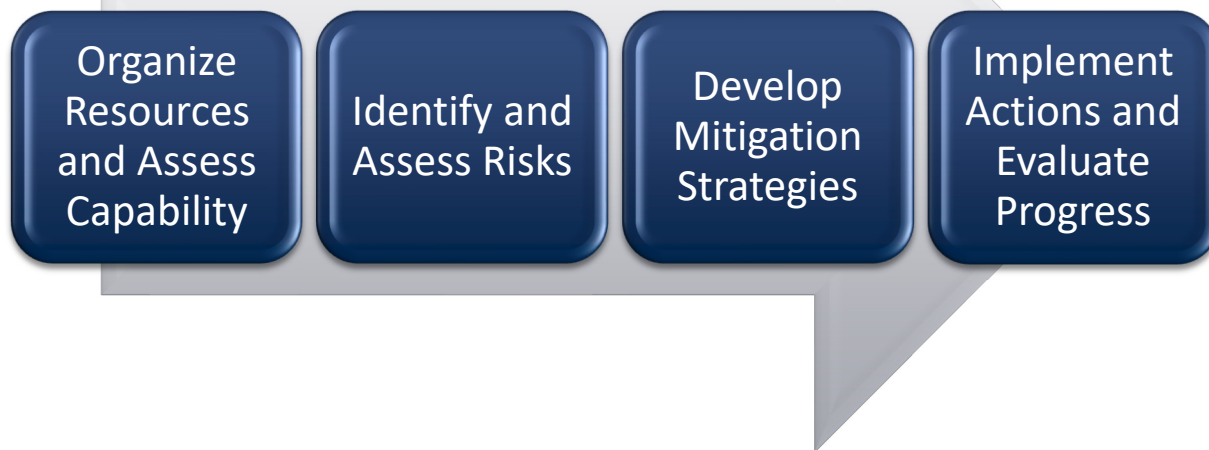 Organize
Resources
and Assess
Capability
Identify and
Assess Risks
Develop
Mitigation
Strategies
Implement
Actions and
Evaluate
Progress